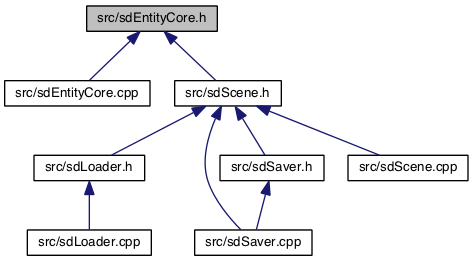 src/sdEntityCore.h
src/sdEntityCore.cpp
src/sdScene.h
src/sdLoader.h
src/sdSaver.h
src/sdScene.cpp
src/sdLoader.cpp
src/sdSaver.cpp